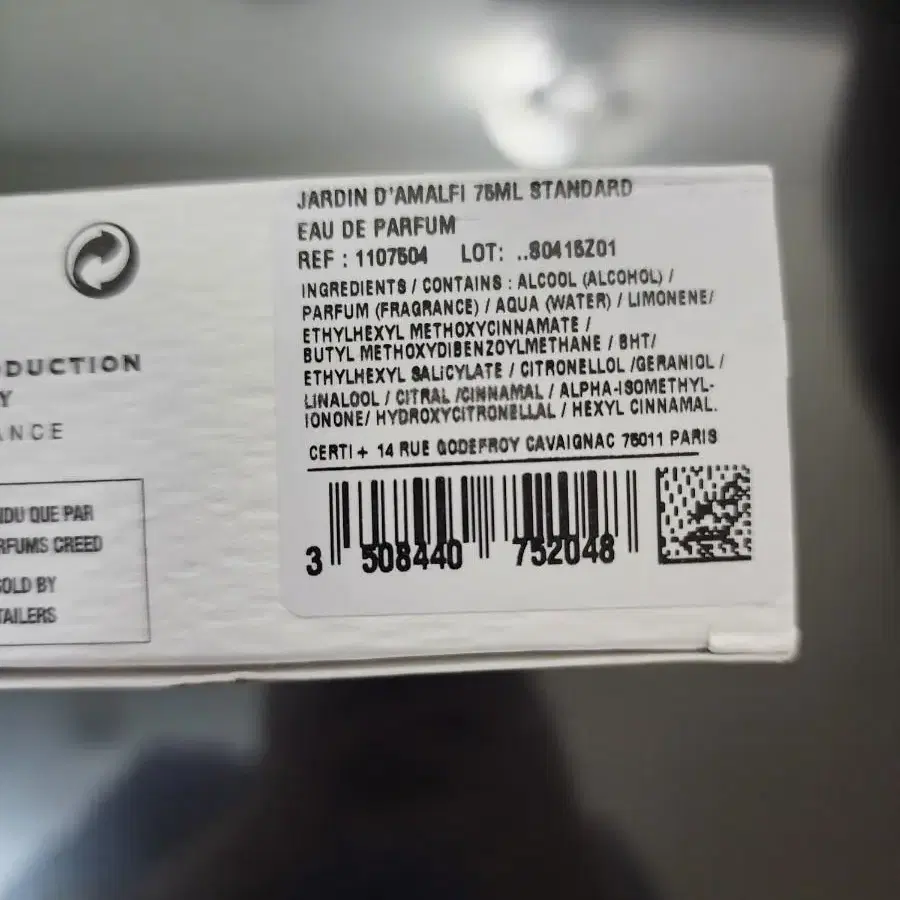 JARDIN D'AMALFI 75ML STANDARD
EAU DE PARFUM
REF : 1107504 LOT: ..80415Z01
INGREDIENTS / CONTAINS : ALCOOL (ALCOHOL) /
PARFUM (FRAGRANCE) / AQUA (WATER) / LIMONENE/
ETHYLHEXYL METHOXYCINNAMATE /
BUTYL METHOXYDIBENZOYLMETHANE / BHT/
ETHYLHEXYL SALICYLATE / CITRONELLOL /GERANIOL /
LINALOOL / CITRAL /CINNAMAL / ALPHA-ISOMETHYL-
IONONE/ HYDROXYCITRONELLAL / HEXYL CINNAMAL.
CERTI + 14 RUE GODEFROY CAVAIGNAC 75011 PARIS
3 508440 752048
ODUCTION
Y
ANCE
NDU QUE PAR
RFUMS CREED
SOLD BY
TAILERS